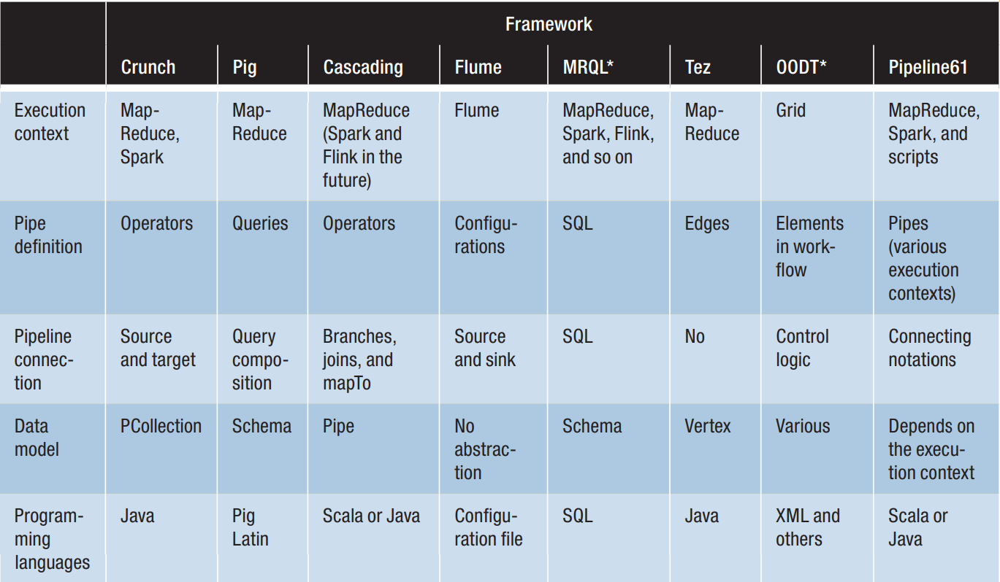 Framework
Crunch Pig Cascading Flume MRQL* Tez OODT* Pipeline61
Execution Map- Map- MapReduce Flume MapReduce, Map- Grid MapReduce,
context Reduce, Reduce (Spark and Spark, Flink, Reduce Spark, and
Spark Flink in the and so on scripts
future)
Pipe Operators Queries Operators Configu- SQL Edges Elements Pipes
definition rations in work- (various
flow execution
contexts)
Pipeline Source Query Branches, Source SQL No Control Connecting
connec- and target compo- joins, and and sink logic notations
tion sition mapTo
Data PCollection Schema Pipe No Schema Vertex Various Depends on
model abstrac- the execu-
tion tion context
Program- Java Pig Scala or Java Configu- SQL Java XML and Scala or
ming Latin ration file others Java
languages